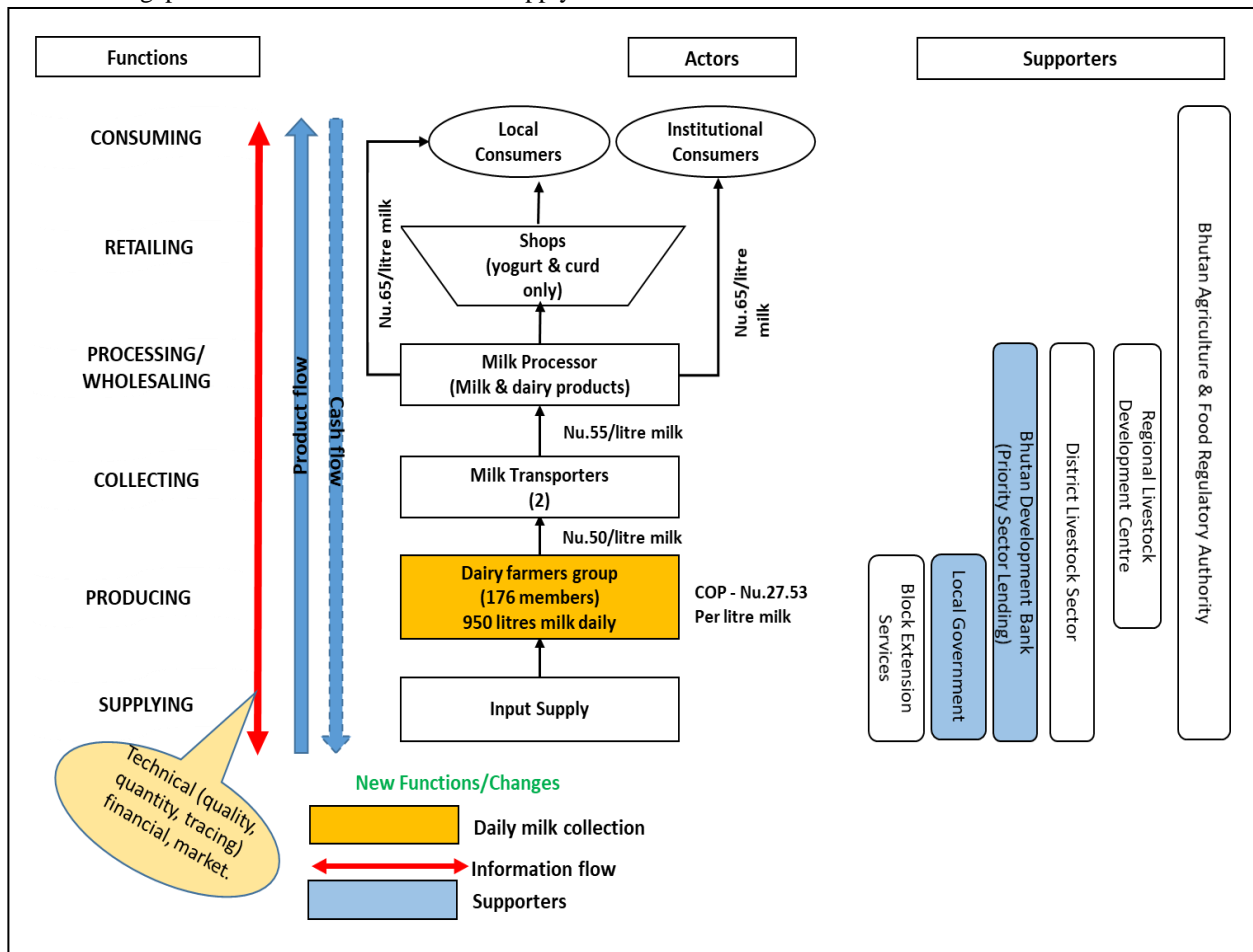 Functions
Actors
Supporters
CONSUMING
RETAILING
PROCESSING/
WHOLESALING
COLLECTING
PRODUCING
SUPPLYING
Product flow
Cash flow
Technical (quality,
quantity, tracing)
financial, market.
Local
Consumers
Institutional
Consumers
Nu.65/litre milk
Shops
(yogurt & curd
only)
Nu.65/litre
milk
Milk Processor
(Milk & dairy products)
Nu.55/litre milk
Milk Transporters
(2)
Nu.50/litre milk
Dairy farmers group
(176 members)
950 litres milk daily
COP - Nu.27.53
Per litre milk
Input Supply
Block Extension
Services
Local Government
Bhutan Development Bank
(Priority Sector Lending)
District Livestock Sector
Regional Livestock
Development Centre
Bhutan Agriculture & Food Regulatory Authority
New Functions/Changes
Daily milk collection
Information flow
Supporters